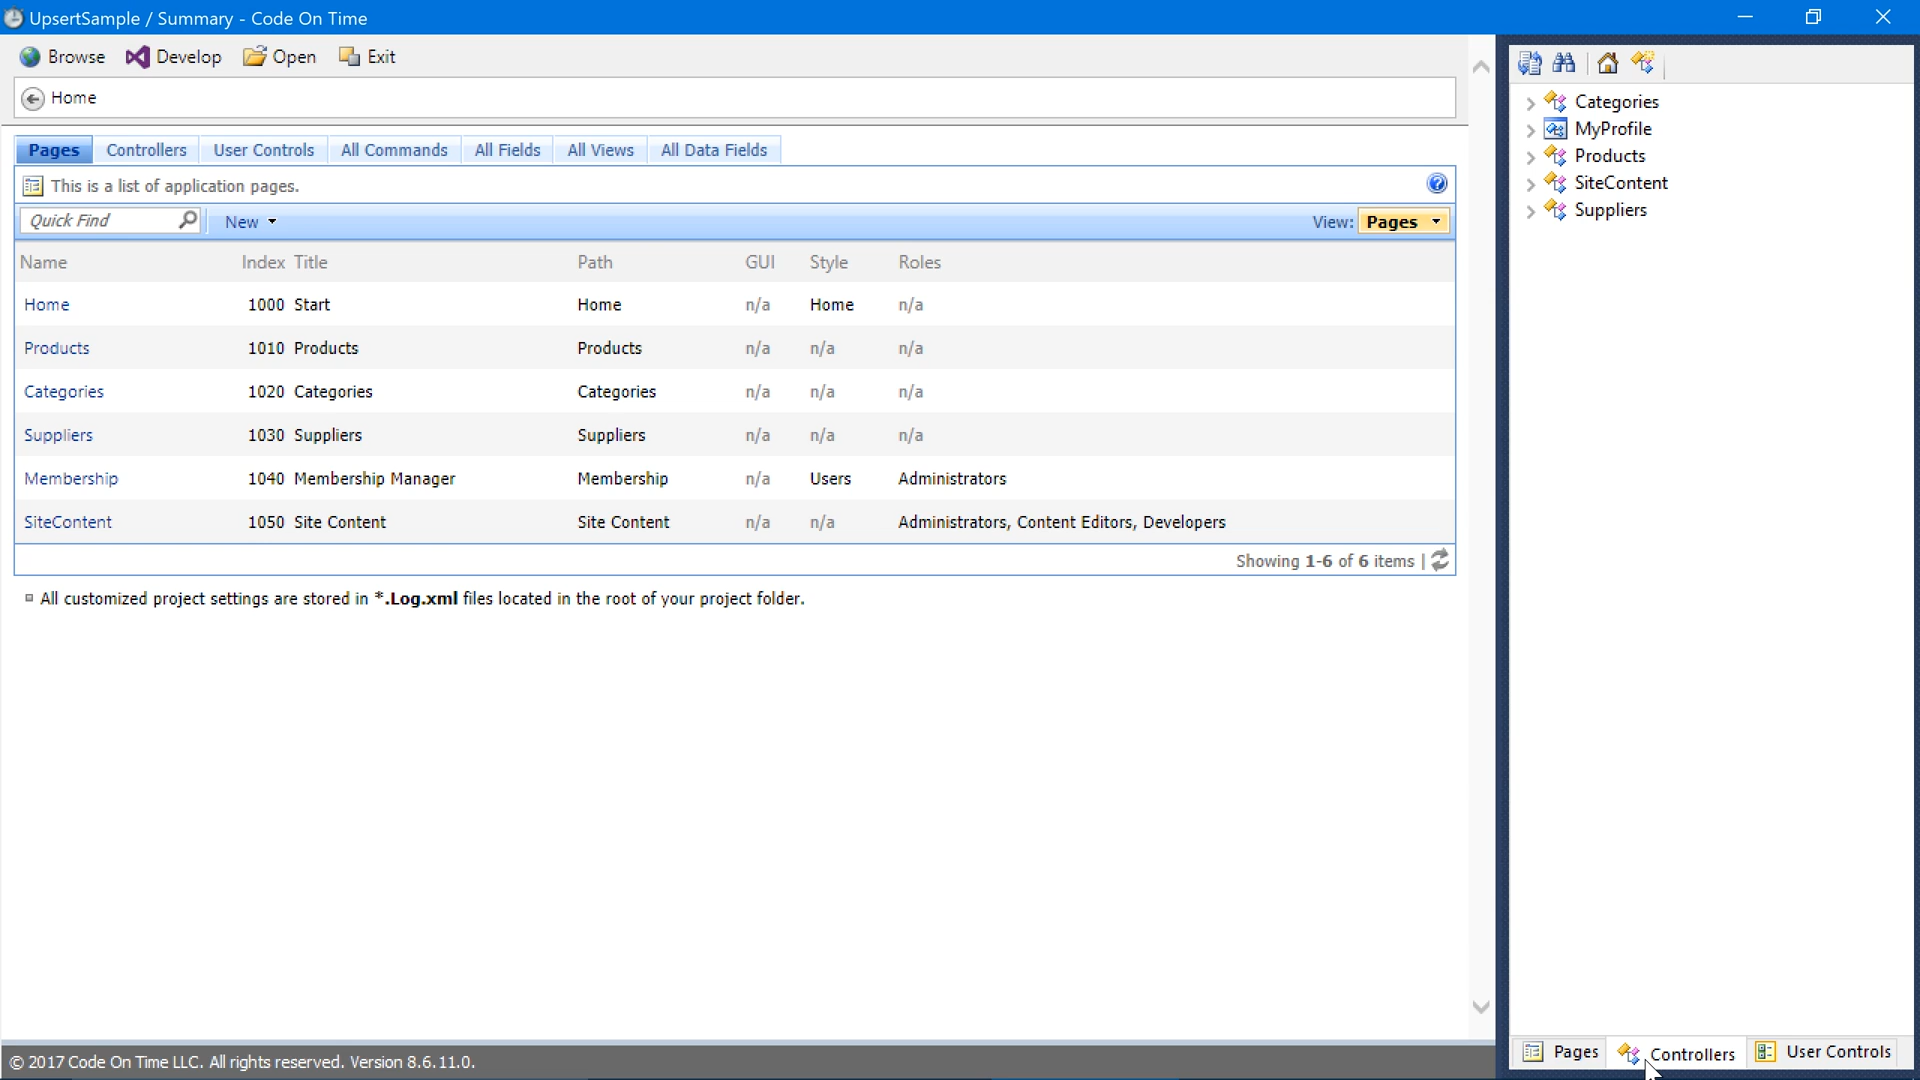 UpsertSample / Summary - Code On Time
Browse Develop Open Exit
Home
Pages Controllers User Controls All Commands All Fields All Views All Data Fields
This is a list of application pages.
Quick Find New View: Pages
Name Index Title Path GUI Style Roles
Home 1000 Start Home n/a Home n/a
Products 1010 Products Products n/a n/a n/a
Categories 1020 Categories Categories n/a n/a n/a
Suppliers 1030 Suppliers Suppliers n/a n/a n/a
Membership 1040 Membership Manager Membership n/a Users Administrators
SiteContent 1050 Site Content Site Content n/a n/a Administrators, Content Editors, Developers
Showing 1-6 of 6 items |
All customized project settings are stored in *.Log.xml files located in the root of your project folder.
© 2017 Code On Time LLC. All rights reserved. Version 8.6.11.0.
Categories
MyProfile
Products
SiteContent
Suppliers
Pages Controllers User Controls